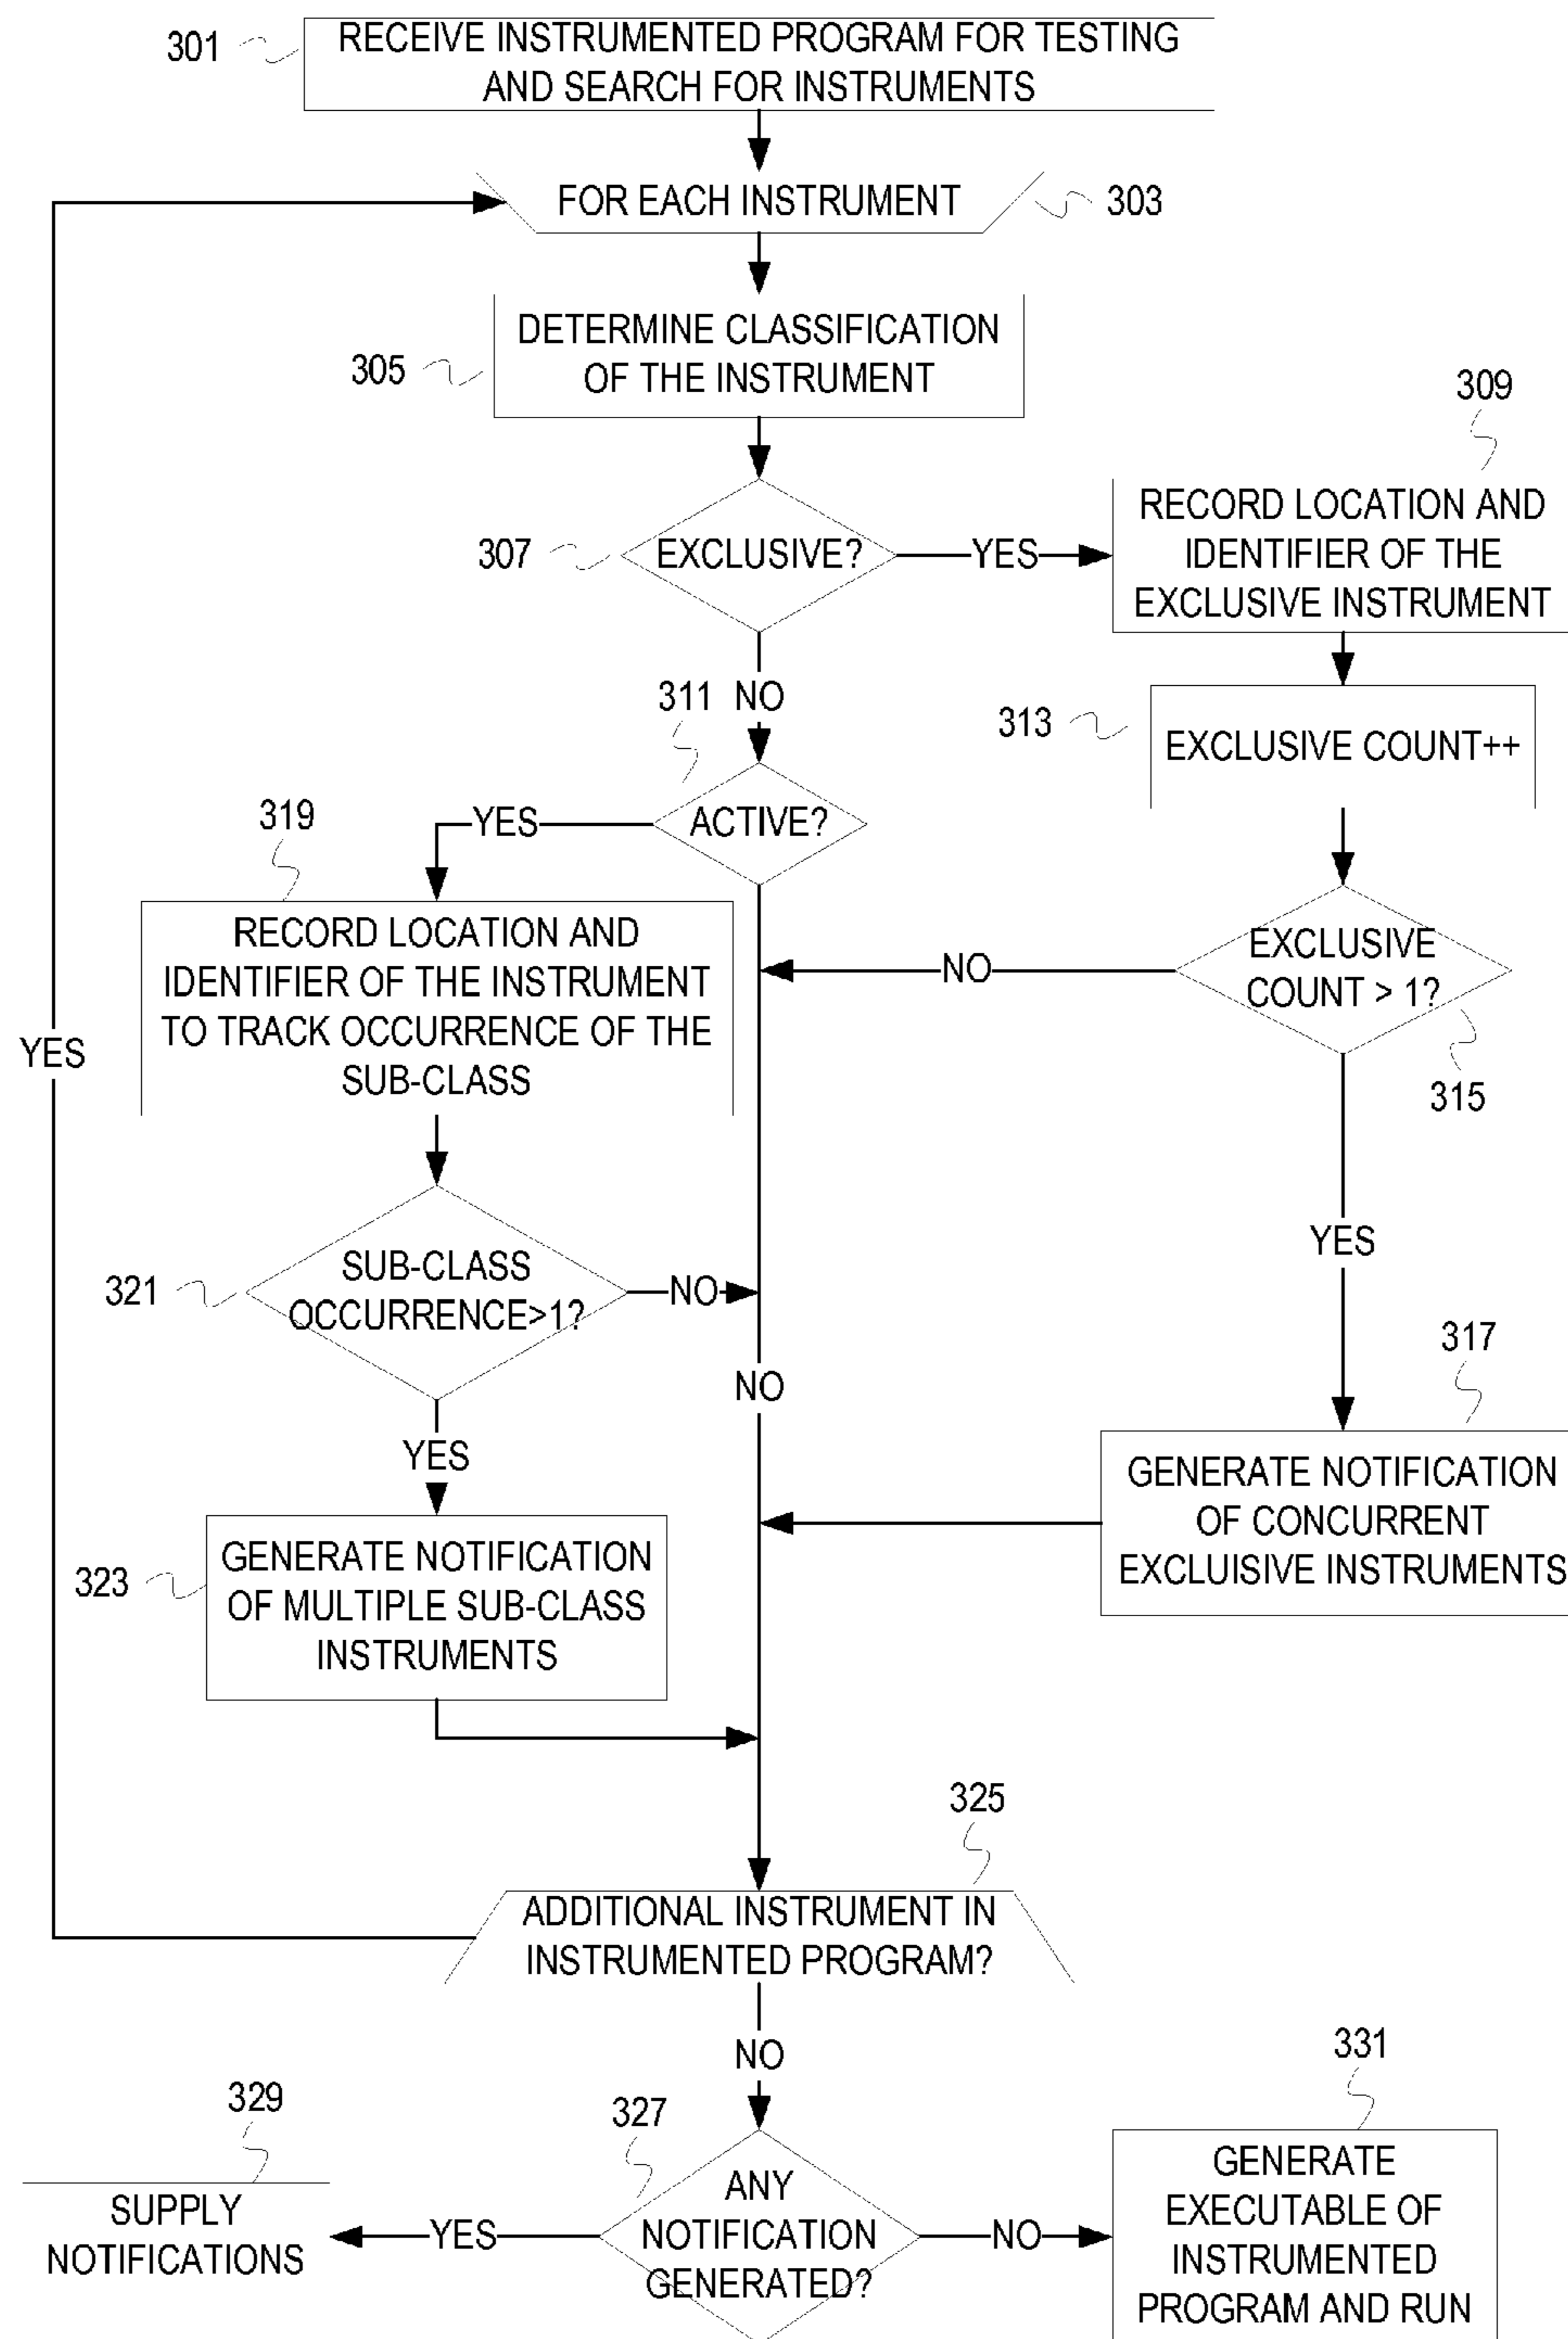 301
RECEIVE INSTRUMENTED PROGRAM FOR TESTING
AND SEARCH FOR INSTRUMENTS
FOR EACH INSTRUMENT
303
305
DETERMINE CLASSIFICATION
OF THE INSTRUMENT
307
EXCLUSIVE?
YES
309
RECORD LOCATION AND
IDENTIFIER OF THE
EXCLUSIVE INSTRUMENT
NO
311
313
EXCLUSIVE COUNT++
ACTIVE?
YES
319
RECORD LOCATION AND
IDENTIFIER OF THE INSTRUMENT
TO TRACK OCCURRENCE OF THE
SUB-CLASS
NO
EXCLUSIVE
COUNT > 1?
315
YES
YES
321
SUB-CLASS
OCCURRENCE>1?
NO
NO
317
GENERATE NOTIFICATION
OF CONCURRENT
EXCLUISIVE INSTRUMENTS
YES
323
GENERATE NOTIFICATION
OF MULTIPLE SUB-CLASS
INSTRUMENTS
325
ADDITIONAL INSTRUMENT IN
INSTRUMENTED PROGRAM?
NO
327
ANY
NOTIFICATION
GENERATED?
YES
329
SUPPLY
NOTIFICATIONS
NO
331
GENERATE
EXECUTABLE OF
INSTRUMENTED
PROGRAM AND RUN